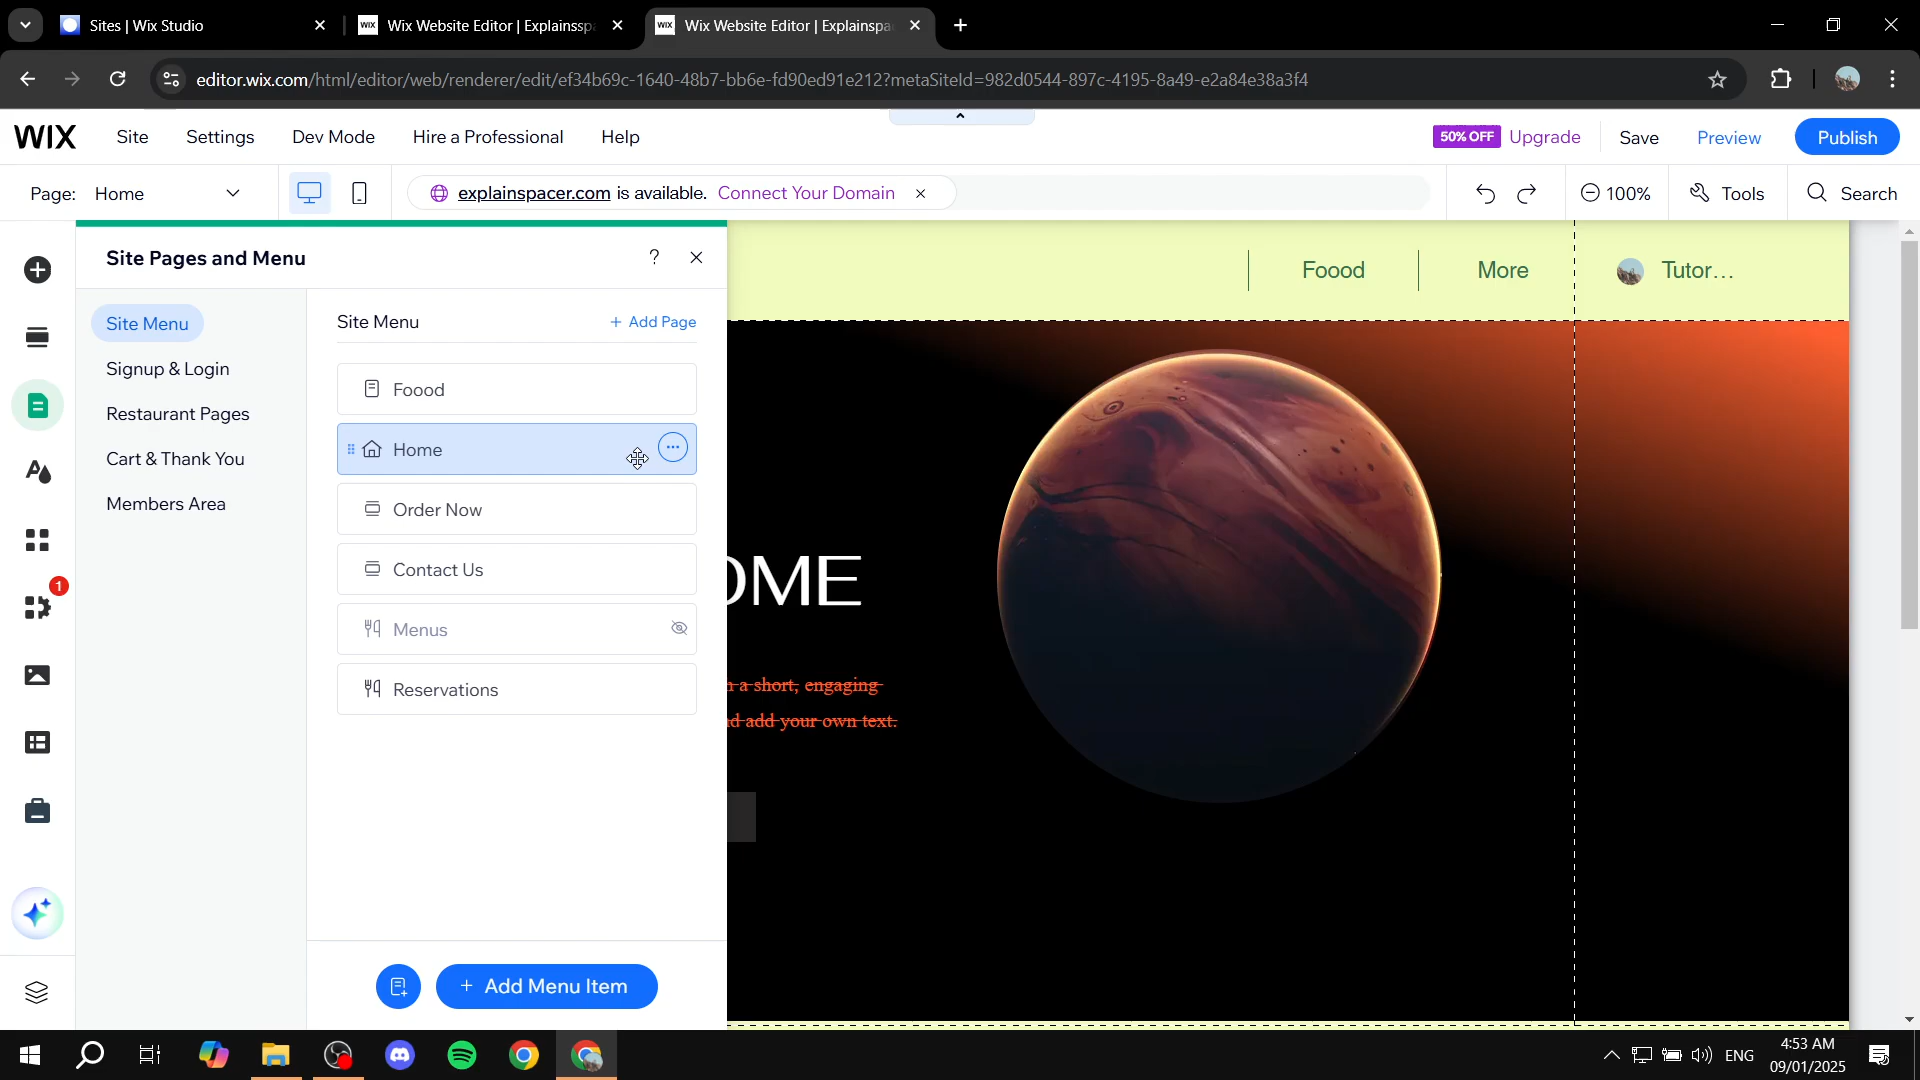 Sites | Wix Studio
WIX Wix Website Editor | Explainssp
WIX Wix Website Editor | Explainspa
editor.wix.com/html/editor/web/renderer/edit/ef34b69c-1640-48b7-bb6e-fd90ed91e212?metaSiteId=982d0544-897c-4195-8a49-e2a84e38a3f4
WIX Site Settings Dev Mode Hire a Professional Help 50% OFF Upgrade Save Preview Publish
Page: Home explainspacer.com is available. Connect Your Domain 100% Tools Search
Site Pages and Menu ?
Foood More Tutor...
Site Menu
Signup & Login
Restaurant Pages
Cart & Thank You
Members Area
Site Menu + Add Page
Foood
Home
Order Now
Contact Us
Menus
Reservations
1
OME
a short, engaging
d add your own text.
+ Add Menu Item
ENG
4:53 AM
09/01/2025